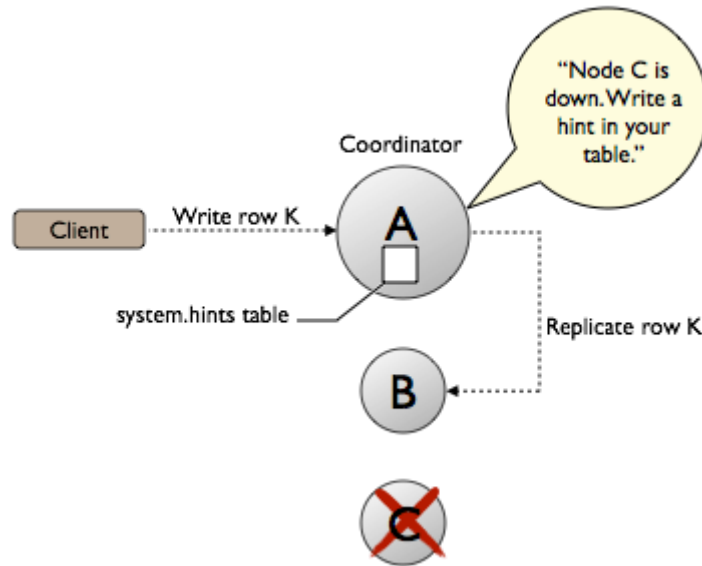 “Node C is
down. Write a
hint in your
table.”
Coordinator
Client
Write row K
A
system.hints table
Replicate row K
B
C